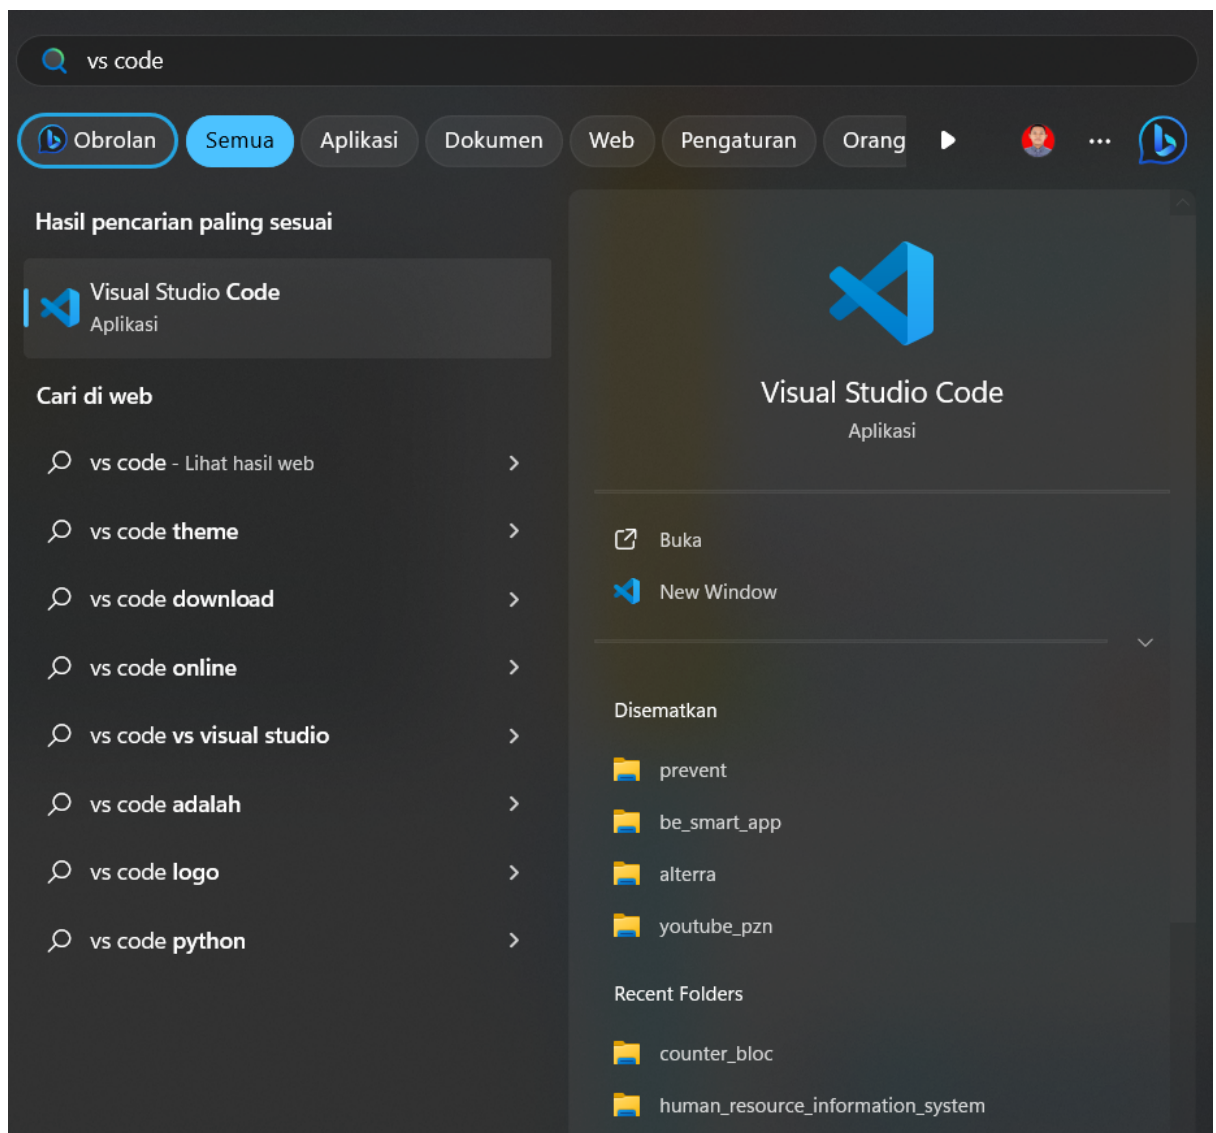 vs code
Obrolan Semua Aplikasi Dokumen Web Pengaturan Orang
Hasil pencarian paling sesuai
Visual Studio Code
Aplikasi
Cari di web
vs code - Lihat hasil web
vs code theme
vs code download
vs code online
vs code vs visual studio
vs code adalah
vs code logo
vs code python
Visual Studio Code
Aplikasi
Buka
New Window
Disematkan
prevent
be_smart_app
alterra
youtube_pzn
Recent Folders
counter_bloc
human_resource_information_system